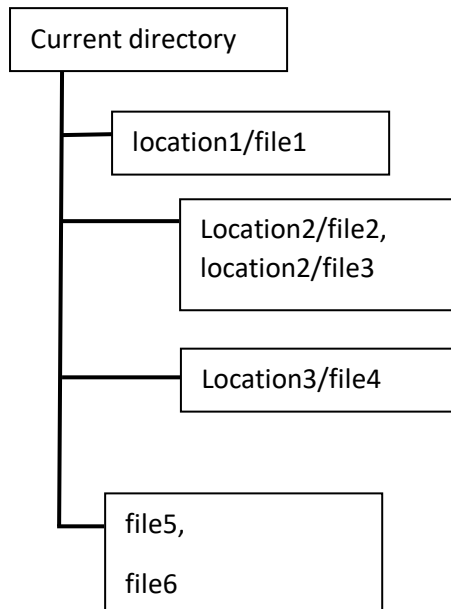 Current directory
location1/file1
Location2/file2,
location2/file3
Location3/file4
file5,
file6